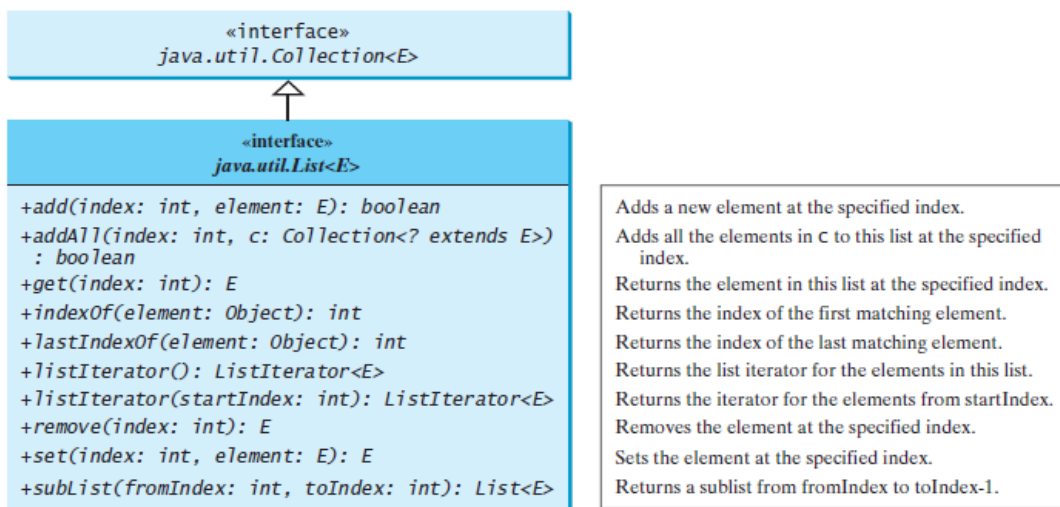 «interface»
java.util.Collection<E>
«interface»
java.util.List<E>
+add(index: int, element: E): boolean
+addAll(index: int, c: Collection<? extends E>)
: boolean
+get(index: int): E
+indexOf(element: Object): int
+lastIndexOf(element: Object): int
+listIterator(): ListIterator<E>
+listIterator(startIndex: int): ListIterator<E>
+remove(index: int): E
+set(index: int, element: E): E
+subList(fromIndex: int, toIndex: int): List<E>
Adds a new element at the specified index.
Adds all the elements in c to this list at the specified
index.
Returns the element in this list at the specified index.
Returns the index of the first matching element.
Returns the index of the last matching element.
Returns the list iterator for the elements in this list.
Returns the iterator for the elements from startIndex.
Removes the element at the specified index.
Sets the element at the specified index.
Returns a sublist from fromIndex to toIndex-1.